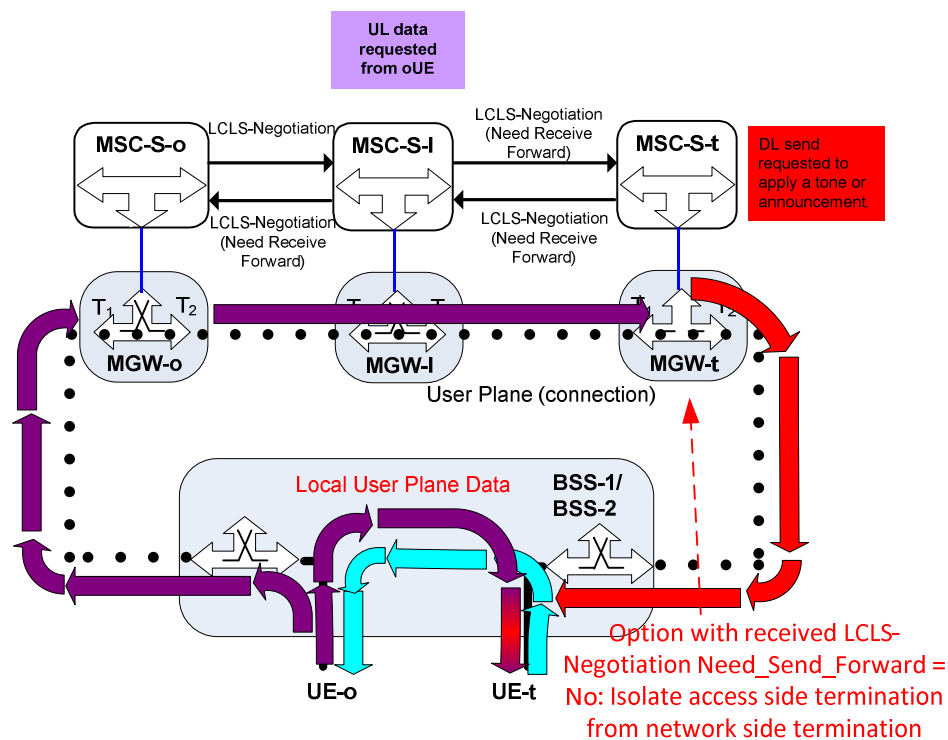 UL data
requested
from oUE
LCLS-Negotiation
LCLS-Negotiation
(Need Receive
Forward)
MSC-S-o
MSC-S-I
MSC-S-t
DL send
requested to
apply a tone or
announcement.
LCLS-Negotiation
(Need Receive
Forward)
LCLS-Negotiation
(Need Receive
Forward)
T1
T2
MGW-o
MGW-I
T1
T2
MGW-t
User Plane (connection)
Local User Plane Data
BSS-1/
BSS-2
UE-o
UE-t
Option with received LCLS-
Negotiation Need_Send_Forward =
No: Isolate access side termination
from network side termination